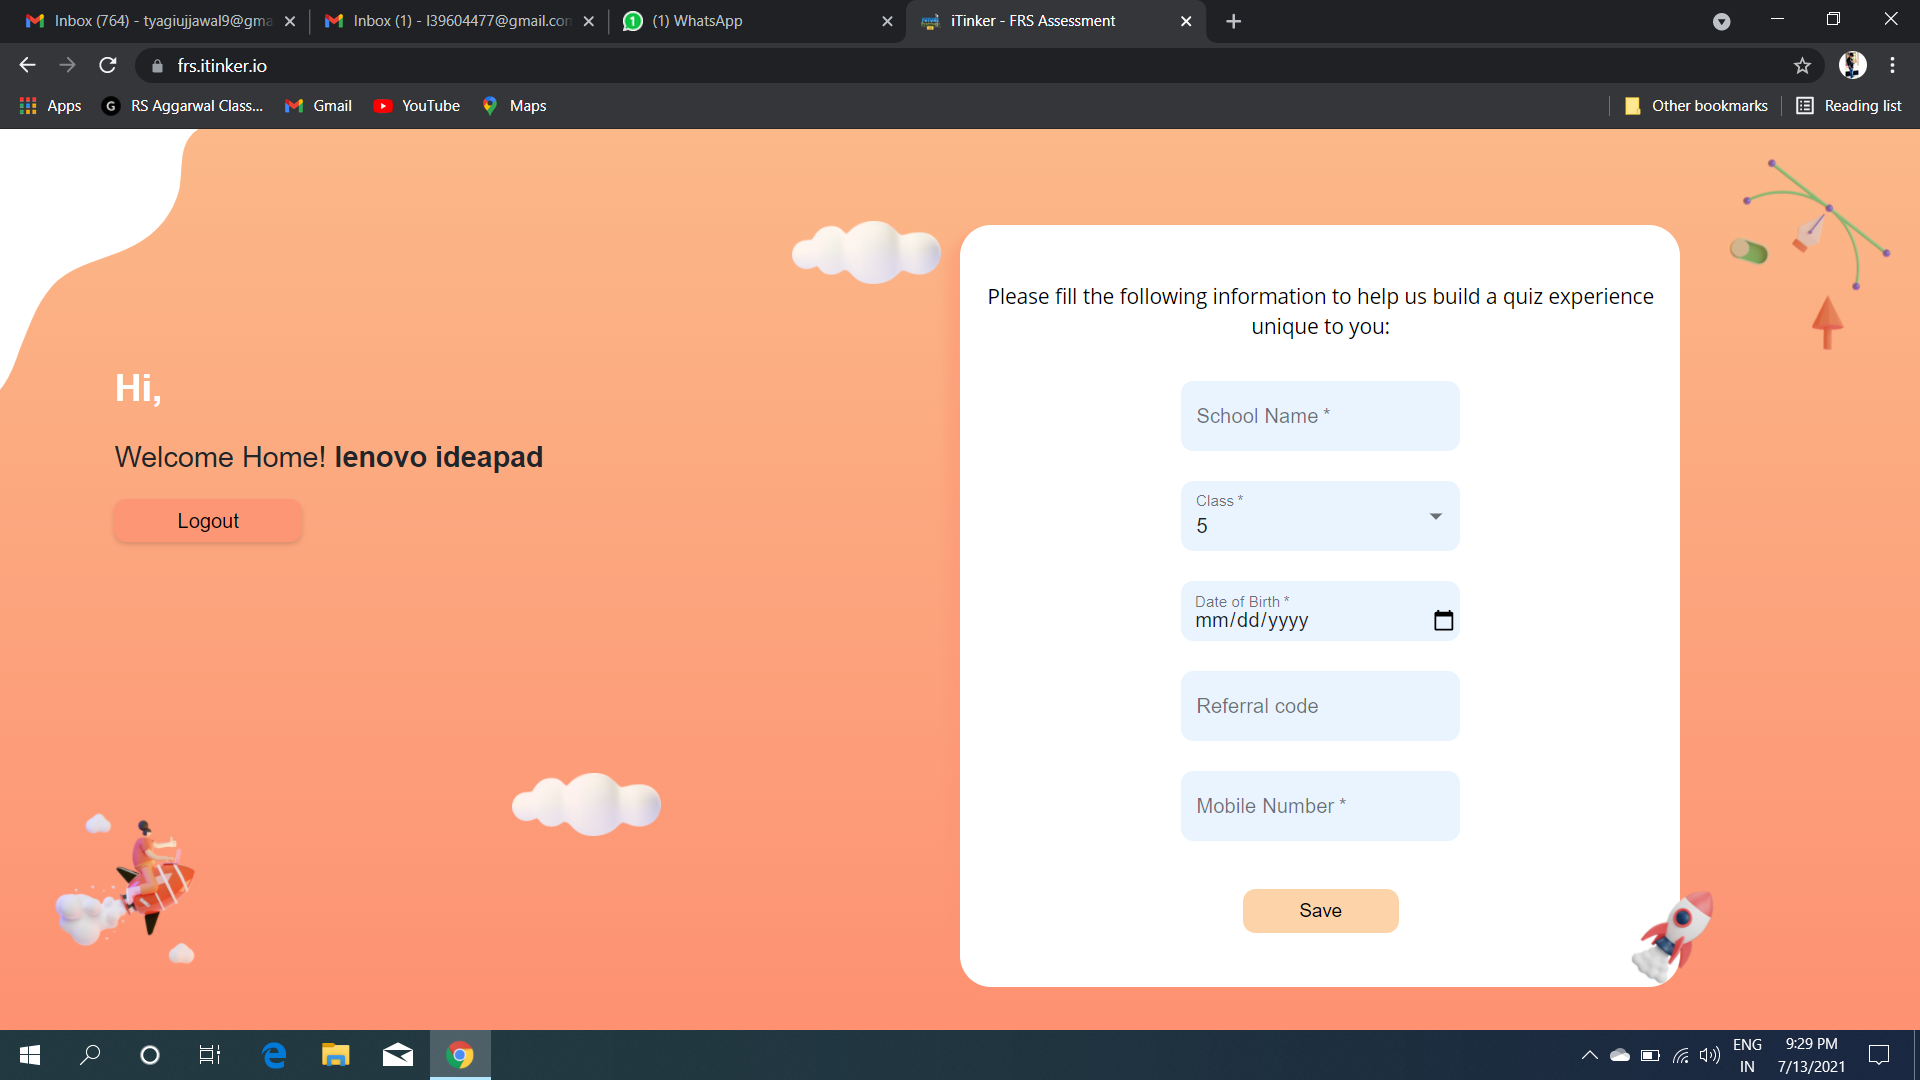 Inbox (764) - tyagiujjawal9@gma
Inbox (1) - l39604477@gmail.com
(1) WhatsApp
iTinker - FRS Assessment
frs.itinker.io
Apps
RS Aggarwal Class...
Gmail
YouTube
Maps
Other bookmarks
Reading list
Hi,
Welcome Home! lenovo ideapad
Logout
Please fill the following information to help us build a quiz experience
unique to you:
School Name *
Class *
5
Date of Birth *
mm/dd/yyyy
Referral code
Mobile Number *
Save
ENG
IN
9:29 PM
7/13/2021